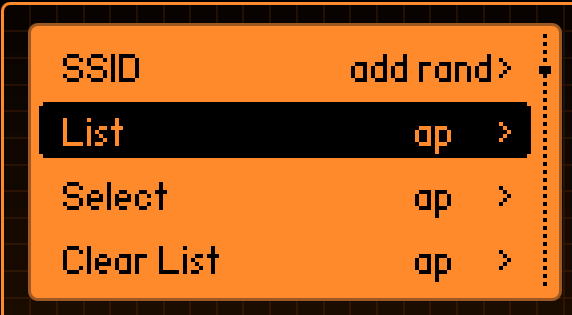 SSID add rand>
List ap >
Select ap >
Clear List ap >